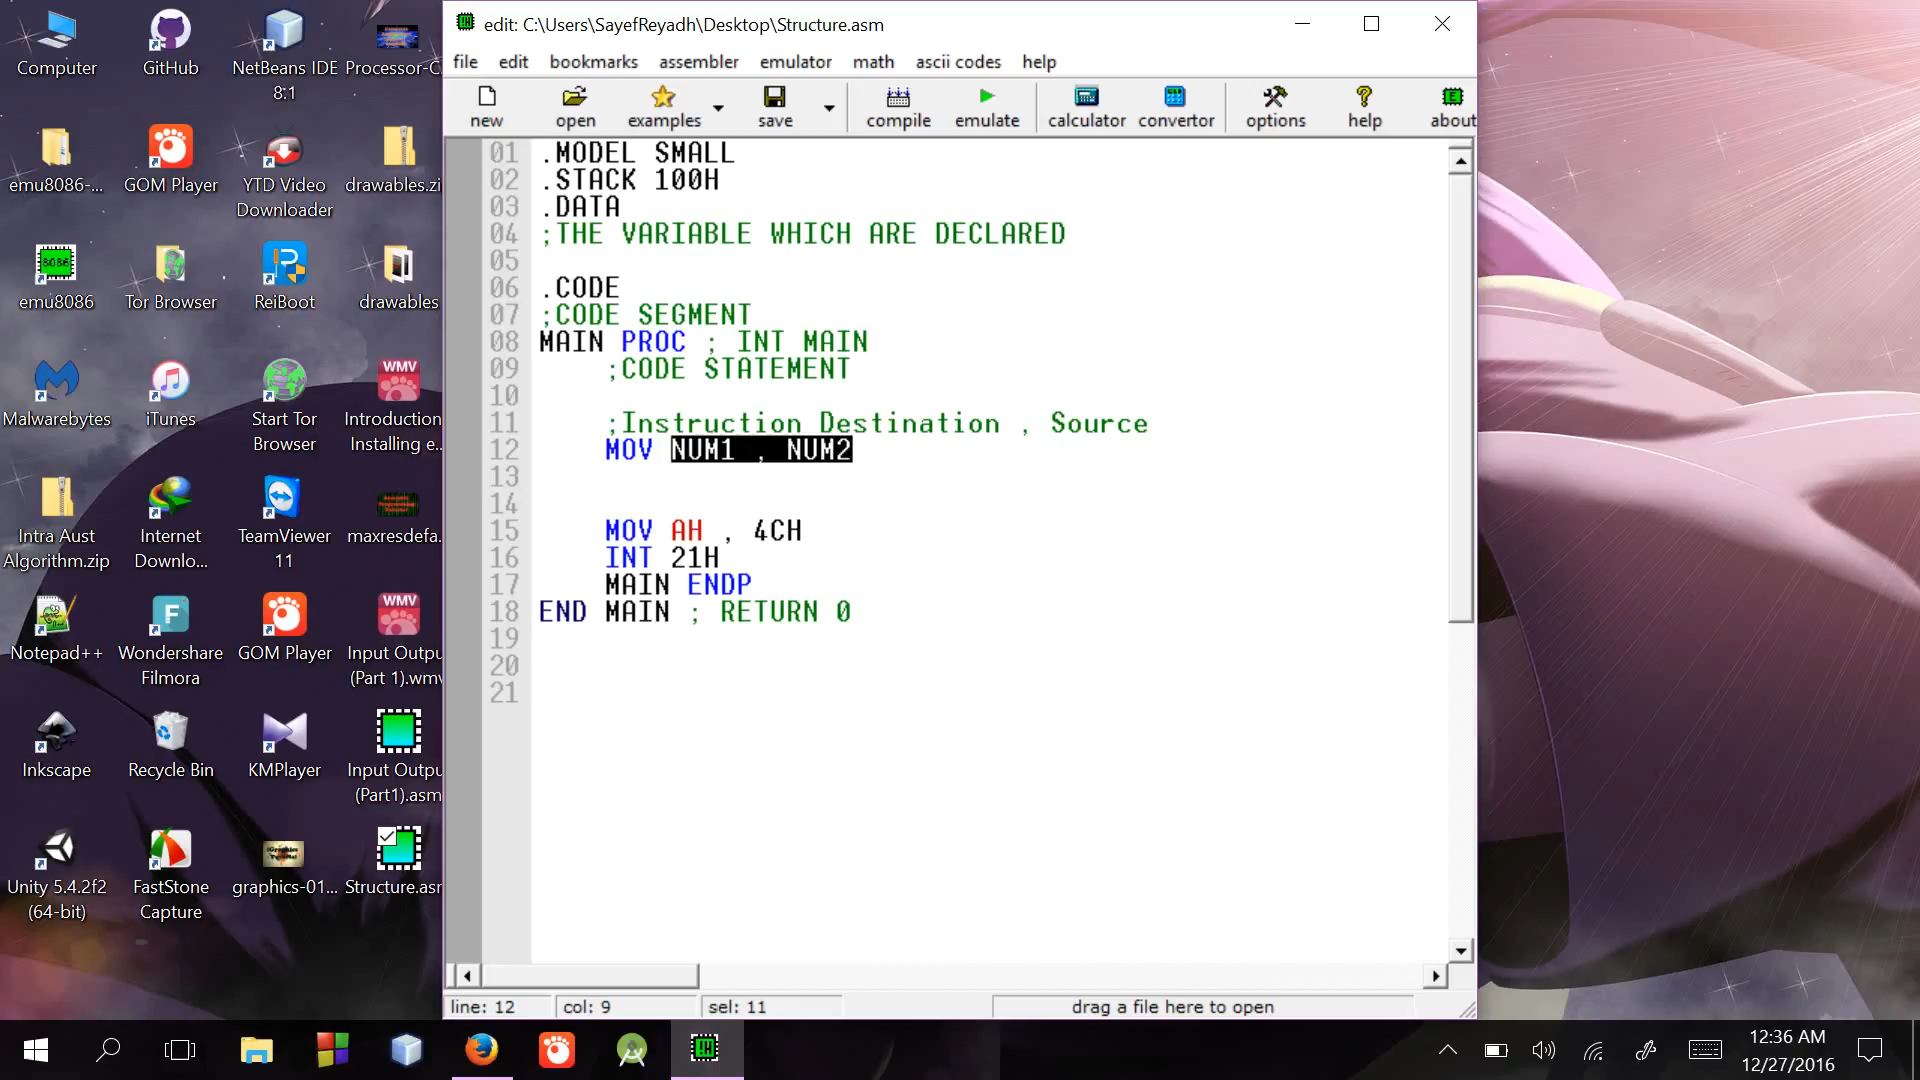 Computer
GitHub
NetBeans IDE
8:1
Processor-C...
emu8086-...
GOM Player
YTD Video
Downloader
drawables.zi
8086
emu8086
Tor Browser
ReiBoot
drawables
Malwarebytes
iTunes
Start Tor
Browser
WMV
Introduction
Installing e...
Intra Aust
Algorithm.zip
Internet
Downlo...
TeamViewer
11
maxresdefa..
Notepad++
Wondershare
Filmora
GOM Player
WMV
Input Outpu
(Part 1).wmv
Inkscape
Recycle Bin
KMPlayer
Input Outpu
(Part1).asm
Unity 5.4.2f2
(64-bit)
FastStone
Capture
graphics-01...
Structure.asm
edit: C:\Users\SayefReyadh\Desktop\Structure.asm
file edit bookmarks assembler emulator math ascii codes help
new open examples save compile emulate calculator convertor options help about
01 .MODEL SMALL
02 .STACK 100H
03 .DATA
04 ;THE VARIABLE WHICH ARE DECLARED
05
06 .CODE
07 ;CODE SEGMENT
08 MAIN PROC ; INT MAIN
09 ;CODE STATEMENT
10
11 ;Instruction Destination , Source
12 MOV NUM1 , NUM2
13
14
15 MOV AH , 4CH
16 INT 21H
17 MAIN ENDP
18 END MAIN ; RETURN 0
19
20
21
line: 12 col: 9 sel: 11 drag a file here to open
12:36 AM
12/27/2016